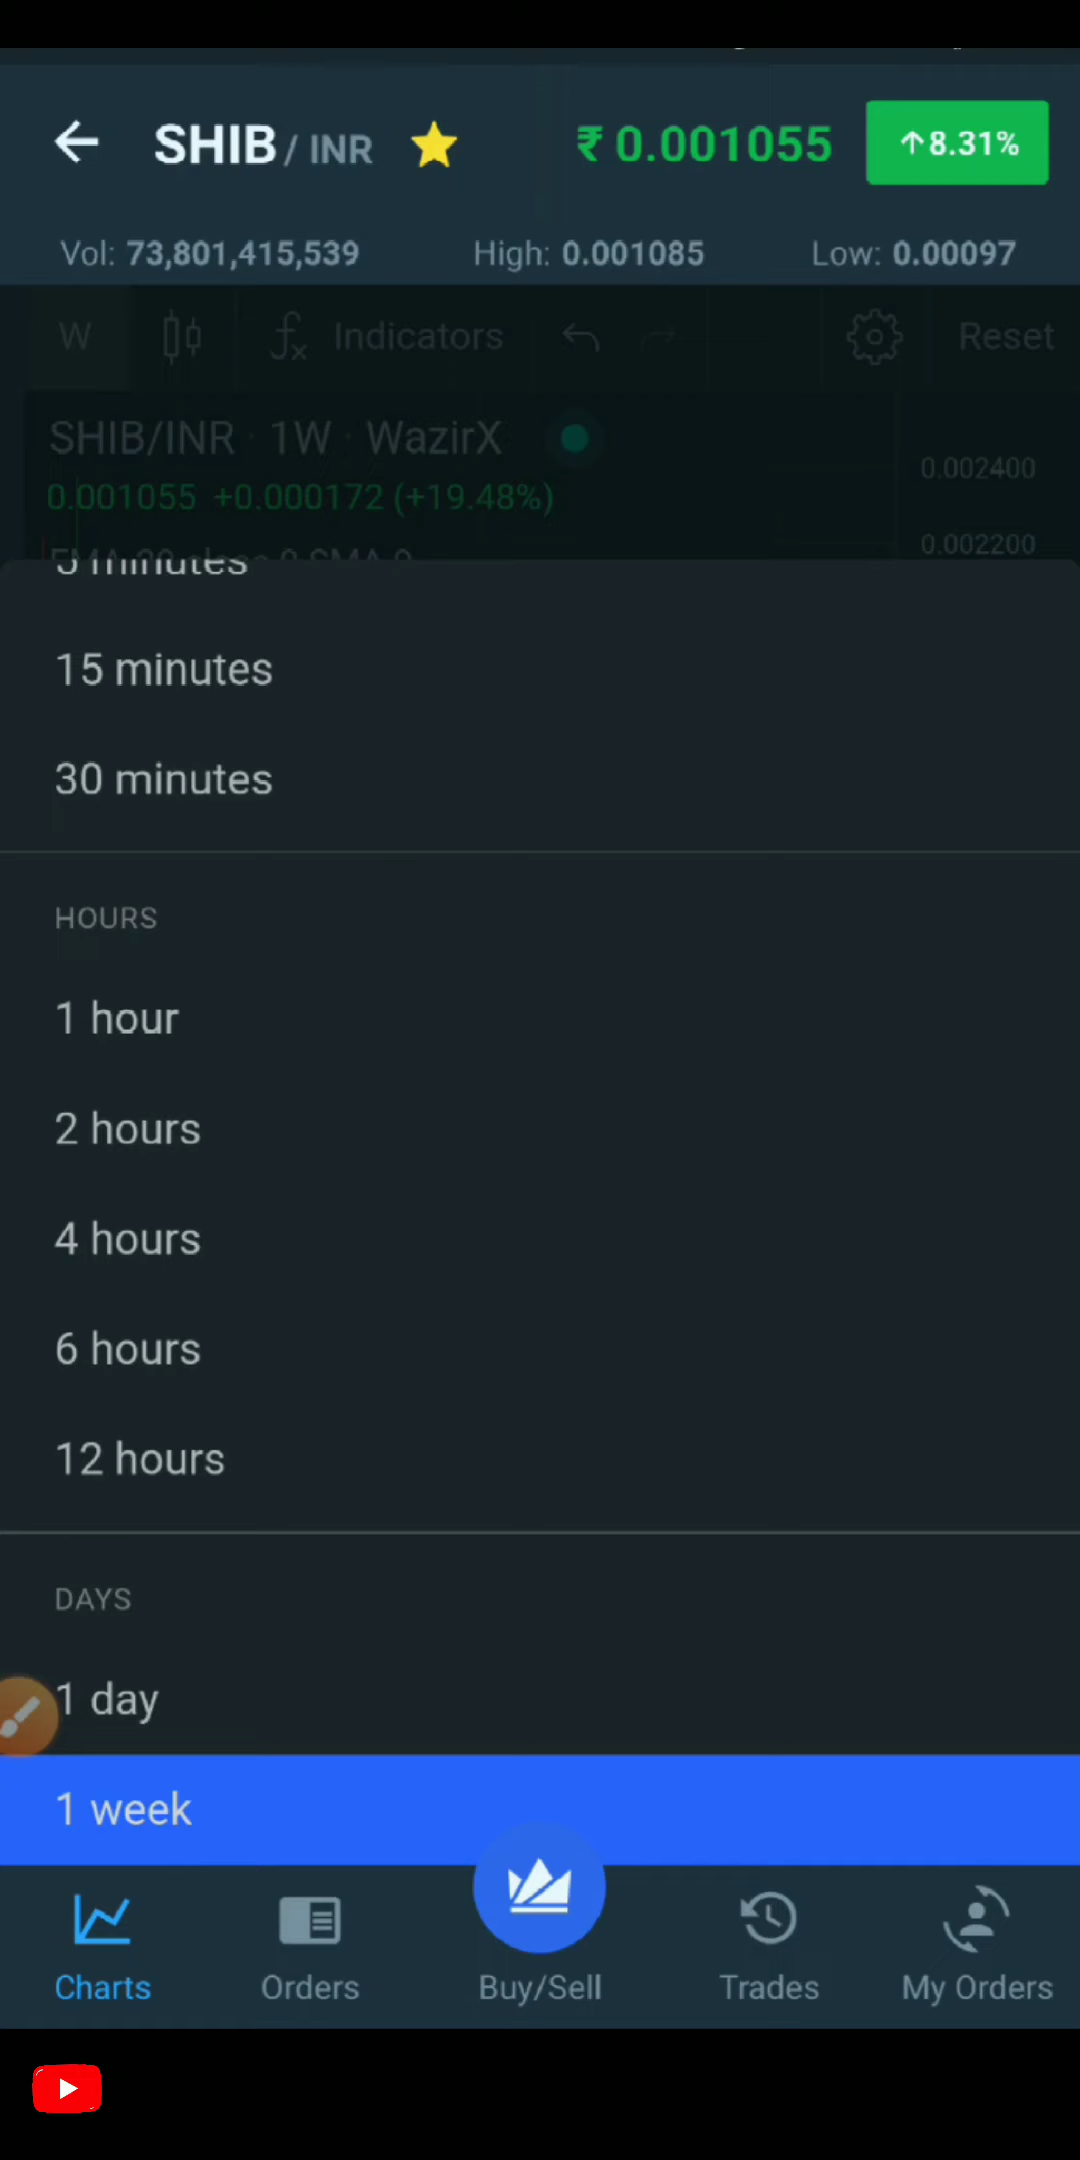 SHIB / INR ₹ 0.001055 ↑8.31%
Vol: 73,801,415,539 High: 0.001085 Low: 0.00097
W Indicators Reset
SHIB/INR · 1W · WazirX
0.002400
0.001055 +0.000172 (+19.48%)
0.002200
5 minutes
15 minutes
30 minutes
HOURS
1 hour
2 hours
4 hours
6 hours
12 hours
DAYS
1 day
1 week
Charts Orders Buy/Sell Trades My Orders